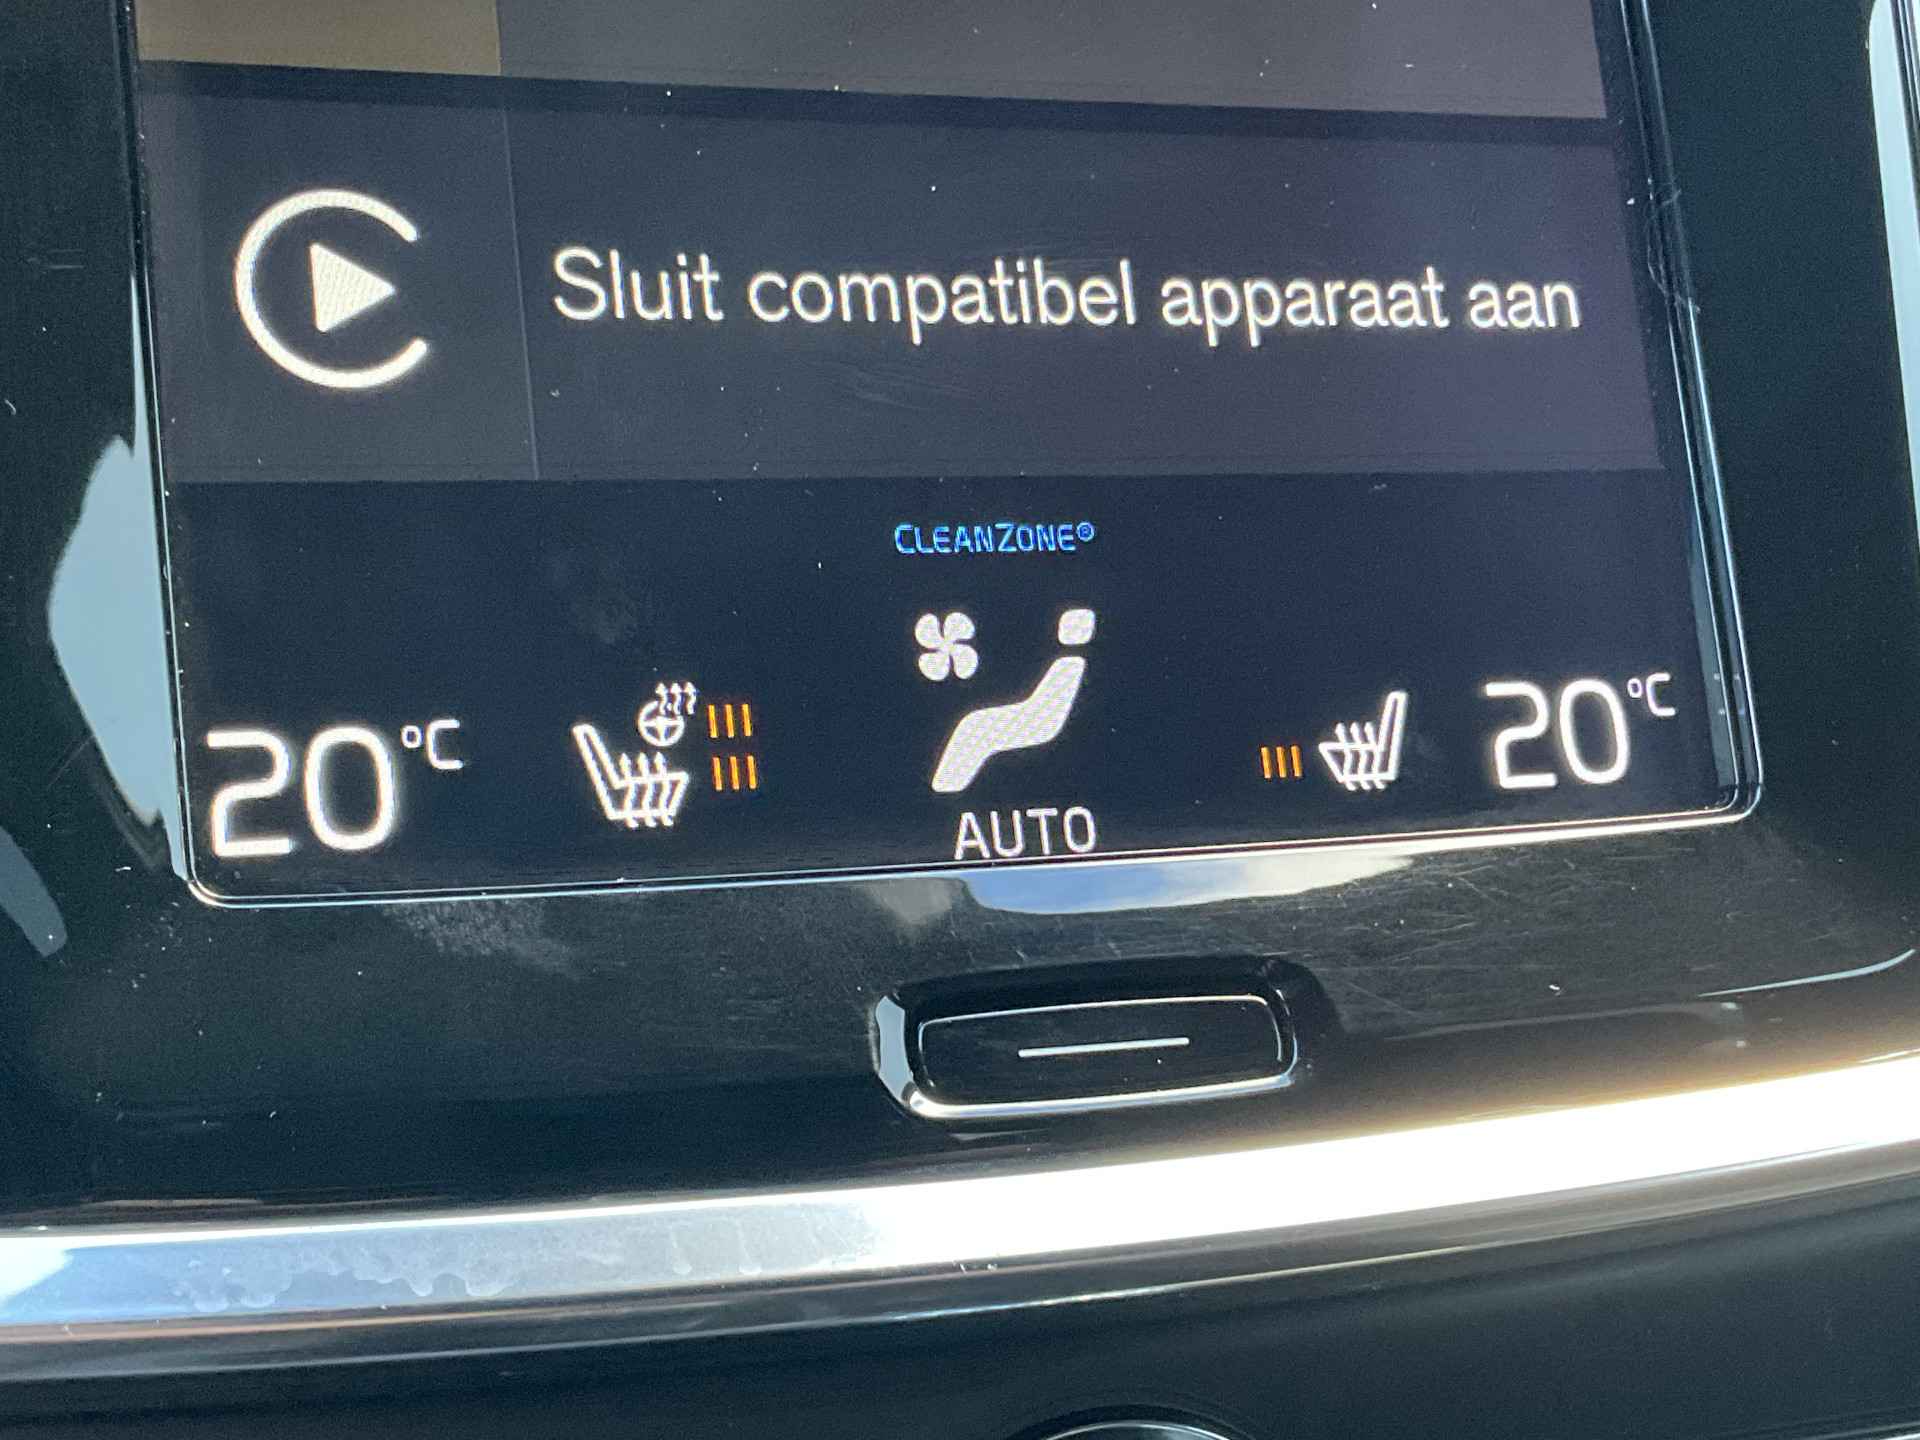 Sluit compatibel apparaat aan
CLEANZONE®
20 °C
20 °C
AUTO